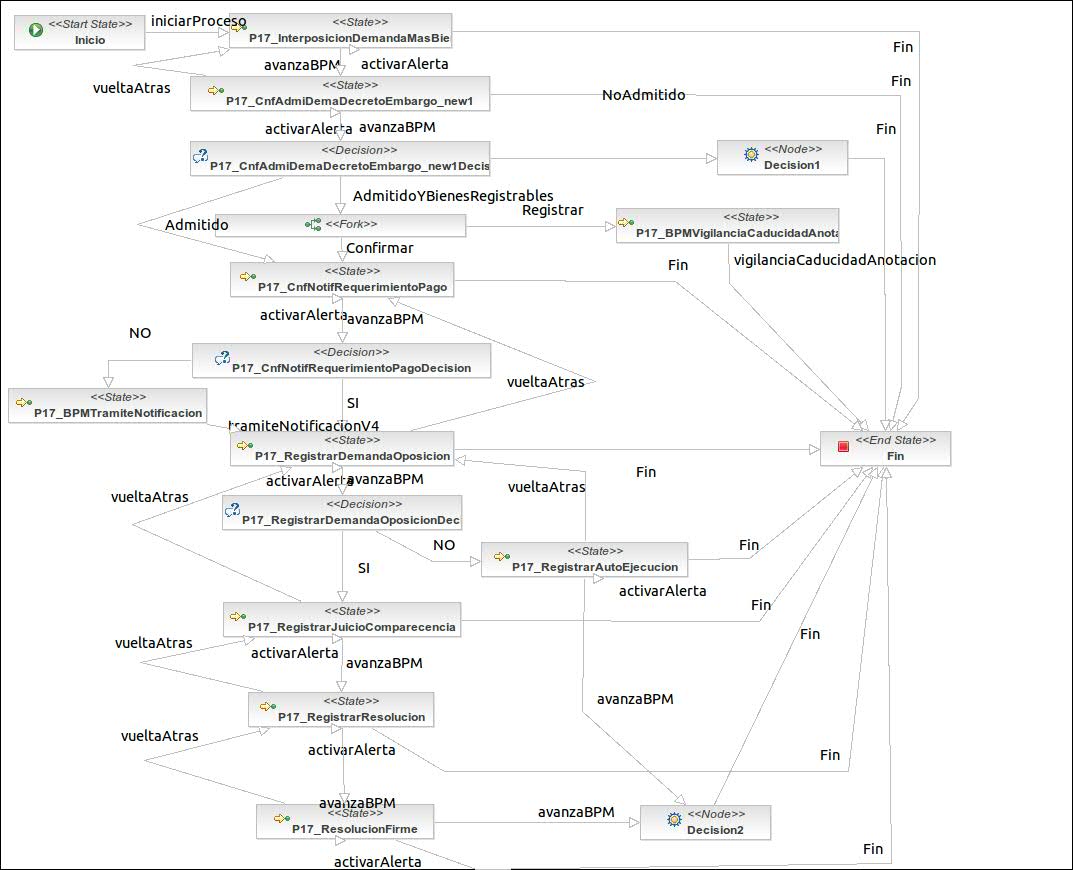 <<Start State>>
Inicio
iniciarProceso
<<State>>
P17_InterposicionDemandaMasBie
Fin
avanzaBPM
activarAlerta
vueltaAtras
<<State>>
P17_CnfAdmiDemaDecretoEmbargo_new1
NoAdmitido
Fin
activarAlerta
avanzaBPM
Fin
<<Decision>>
P17_CnfAdmiDemaDecretoEmbargo_new1Decis
<<Node>>
Decision1
AdmitidoYBienesRegistrables
Admitido
<<Fork>>
Registrar
<<State>>
P17_BPMVigilanciaCaducidadAnota
Confirmar
vigilanciaCaducidadAnotacion
<<State>>
P17_CnfNotifRequerimientoPago
Fin
activarAlerta
avanzaBPM
NO
<<Decision>>
P17_CnfNotifRequerimientoPagoDecision
vueltaAtras
<<State>>
P17_BPMTramiteNotificacion
SI
tramiteNotificacionV4
<<State>>
P17_RegistrarDemandaOposicion
<<End State>>
Fin
Fin
activarAlerta
avanzaBPM
vueltaAtras
vueltaAtras
<<Decision>>
P17_RegistrarDemandaOposicionDec
NO
Fin
<<State>>
P17_RegistrarAutoEjecucion
SI
activarAlerta
<<State>>
P17_RegistrarJuicioComparecencia
Fin
Fin
vueltaAtras
activarAlerta
avanzaBPM
<<State>>
P17_RegistrarResolucion
avanzaBPM
vueltaAtras
activarAlerta
Fin
avanzaBPM
<<State>>
P17_ResolucionFirme
avanzaBPM
<<Node>>
Decision2
activarAlerta
Fin